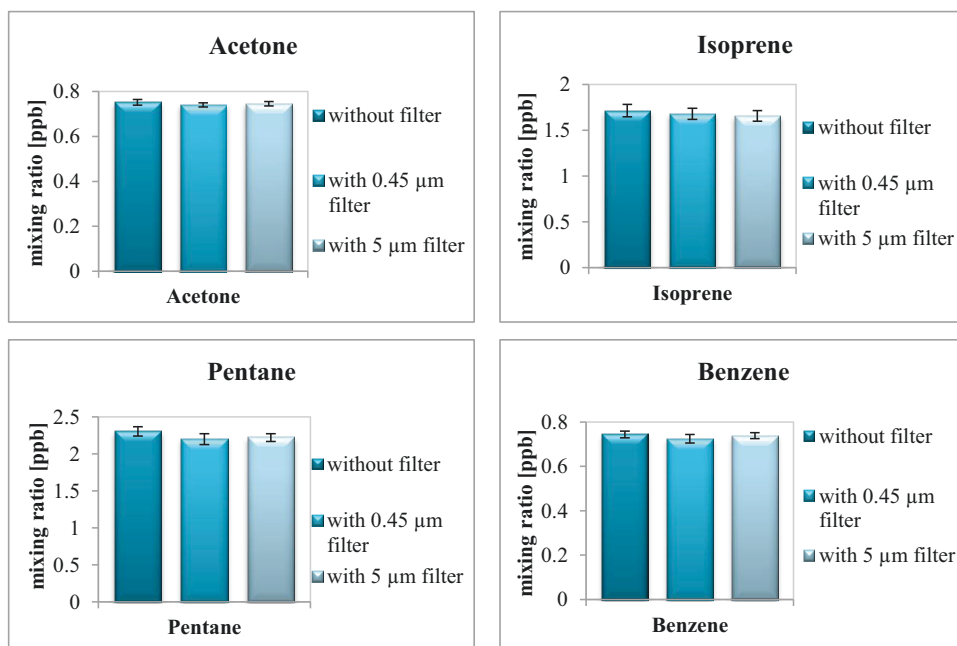 Acetone
mixing ratio [ppb]
0.8
0.6
0.4
0.2
0
Acetone
without filter
with 0.45 µm
filter
with 5 µm filter
Isoprene
mixing ratio [ppb]
2
1.5
1
0.5
0
Isoprene
without filter
with 0.45 µm
filter
with 5 µm filter
Pentane
mixing ratio [ppb]
2.5
2
1.5
1
0.5
0
Pentane
without filter
with 0.45 µm
filter
with 5 µm filter
Benzene
mixing ratio [ppb]
0.8
0.6
0.4
0.2
0
Benzene
without filter
with 0.45 µm
filter
with 5 µm filter